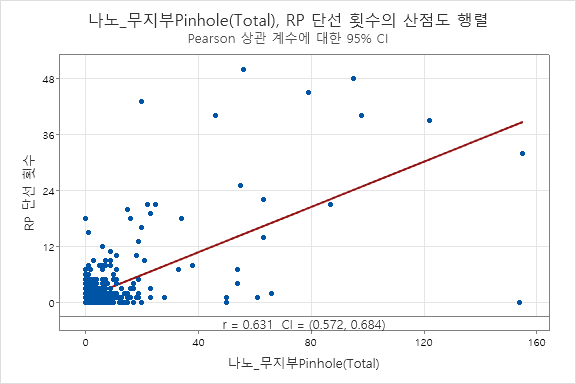 나노_무지부Pinhole(Total), RP 단선 횟수의 산점도 행렬
Pearson 상관 계수에 대한 95% CI
RP 단선 횟수
48
36
24
12
0
r = 0.631 CI = (0.572, 0.684)
0 40 80 120 160
나노_무지부Pinhole(Total)